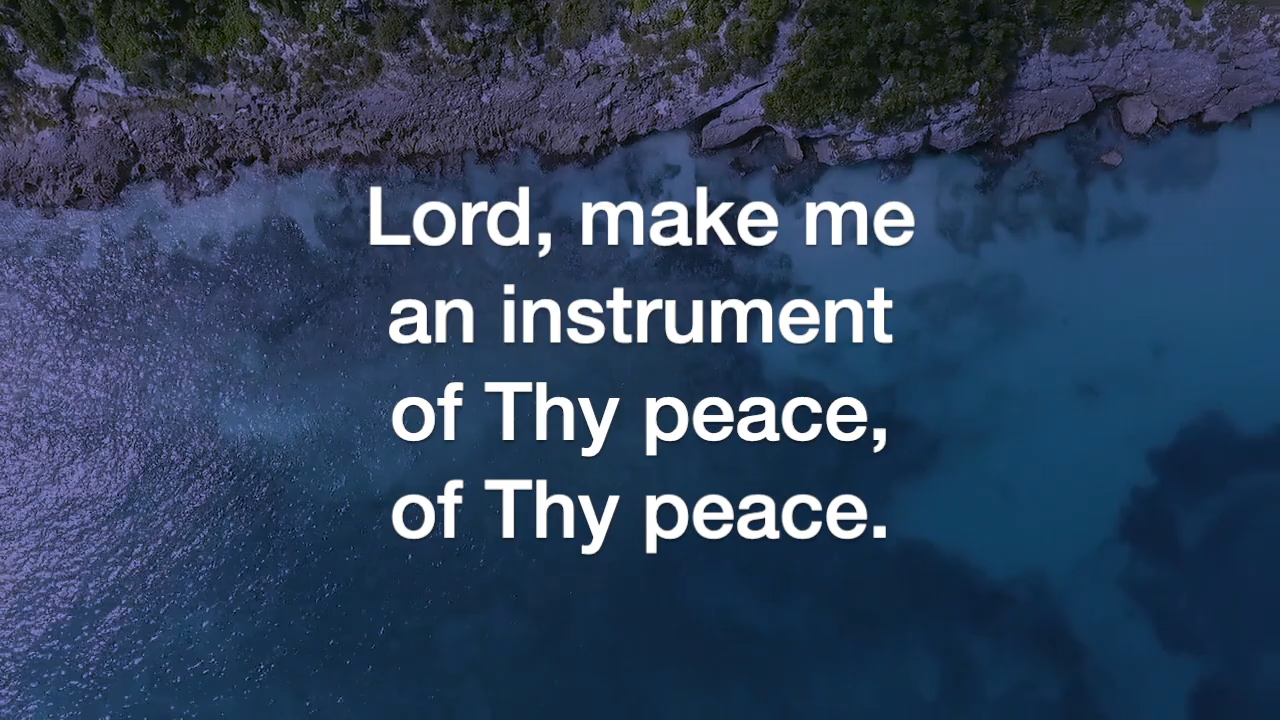 Lord, make me
an instrument
of Thy peace,
of Thy peace.